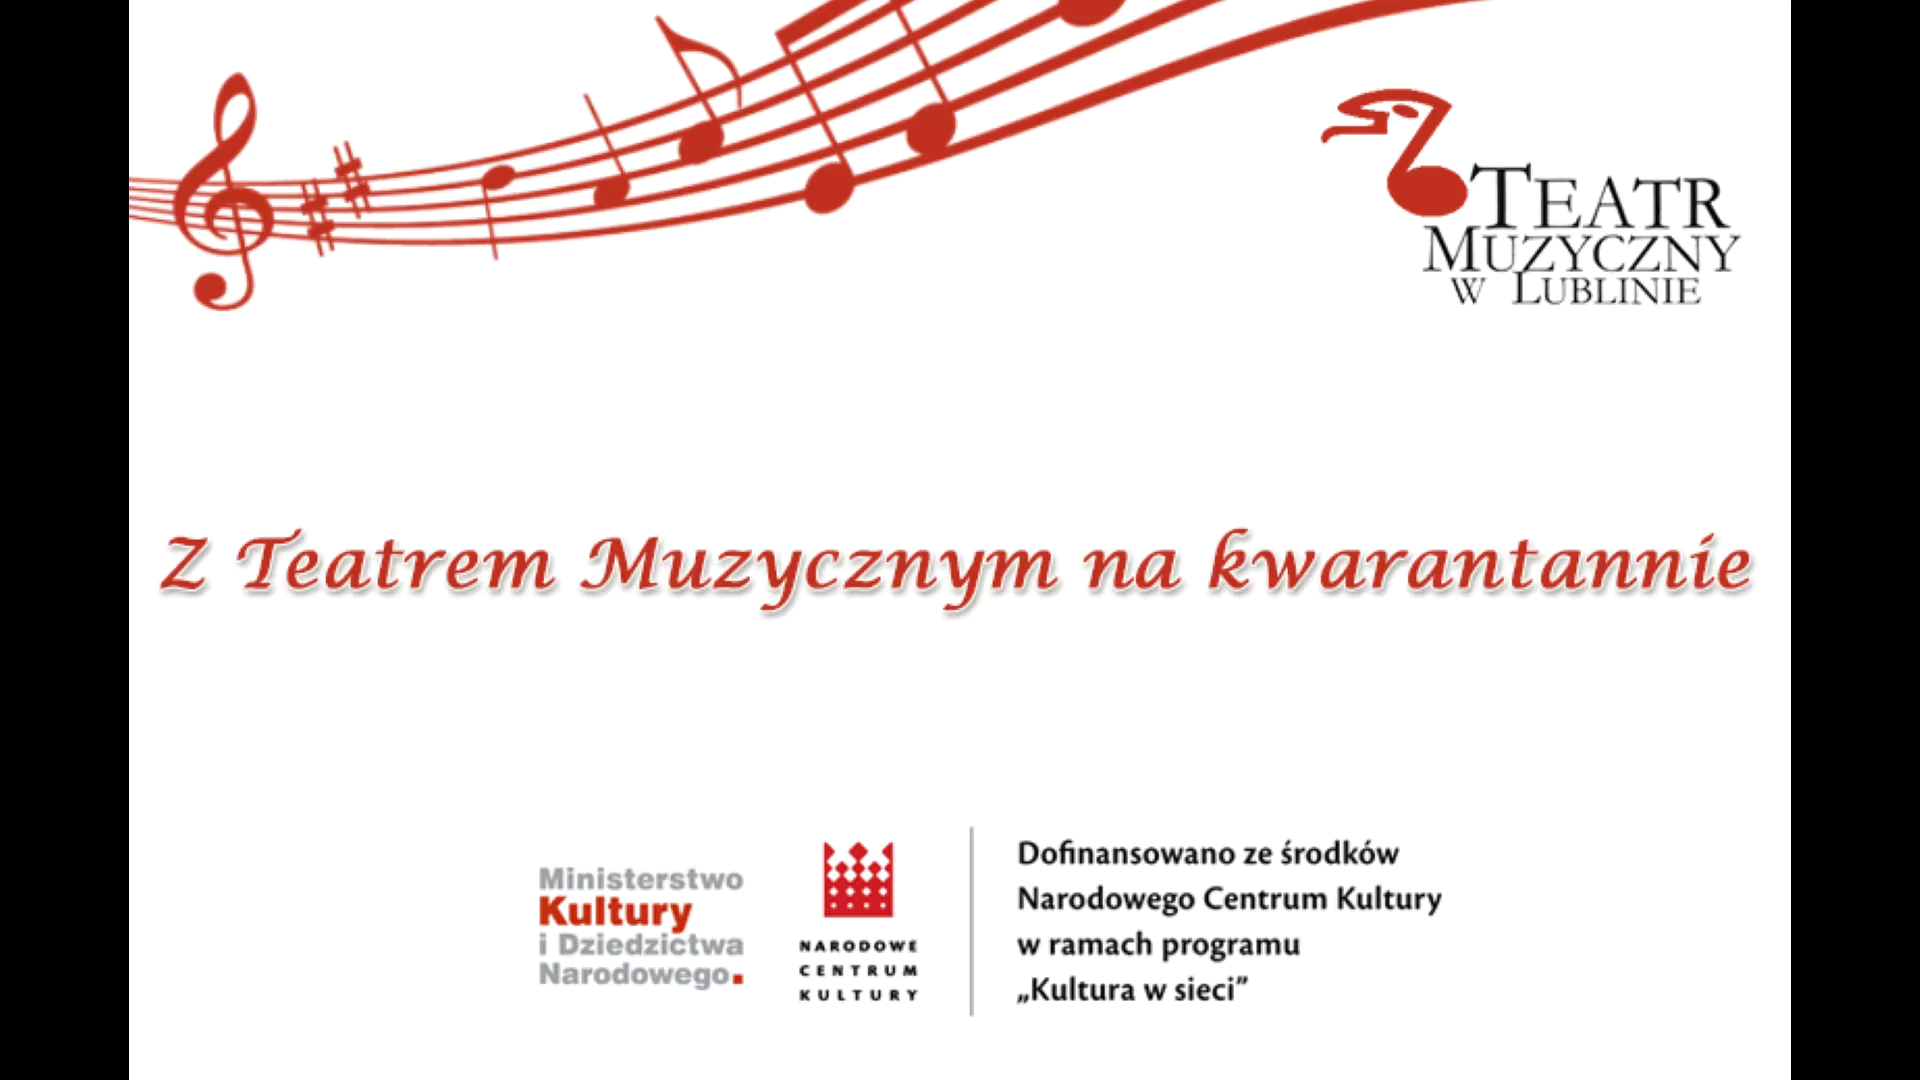 TEATR
MUZYCZNY
W LUBLINIE
Z Teatrem Muzycznym na kwarantannie
Ministerstwo
Kultury
i Dziedzictwa
Narodowego.
NARODOWE
CENTRUM
KULTURY
Dofinansowano ze środków
Narodowego Centrum Kultury
w ramach programu
„Kultura w sieci”